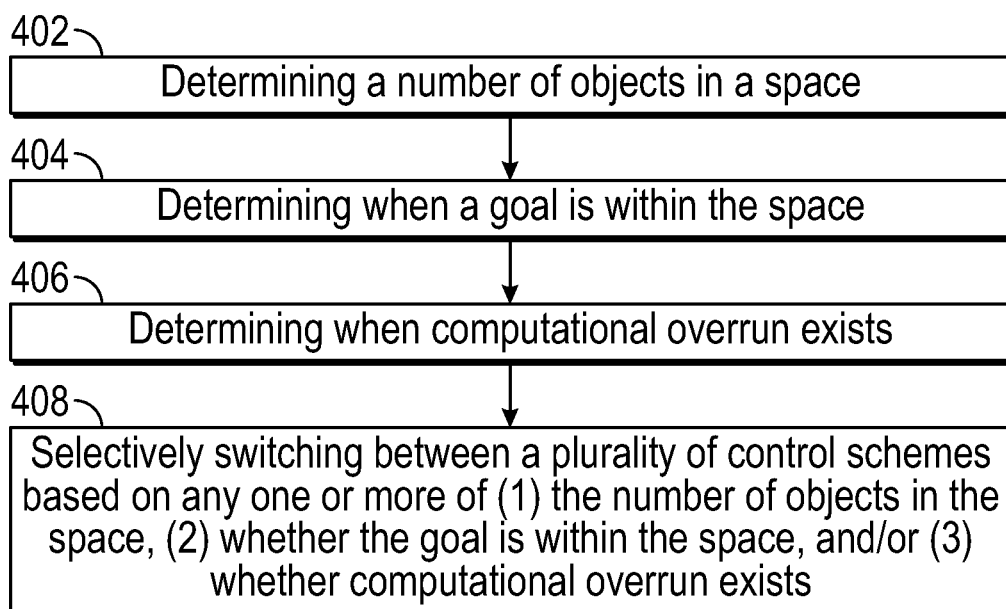 402
Determining a number of objects in a space
404
Determining when a goal is within the space
406
Determining when computational overrun exists
408
Selectively switching between a plurality of control schemes
based on any one or more of (1) the number of objects in the
space, (2) whether the goal is within the space, and/or (3)
whether computational overrun exists